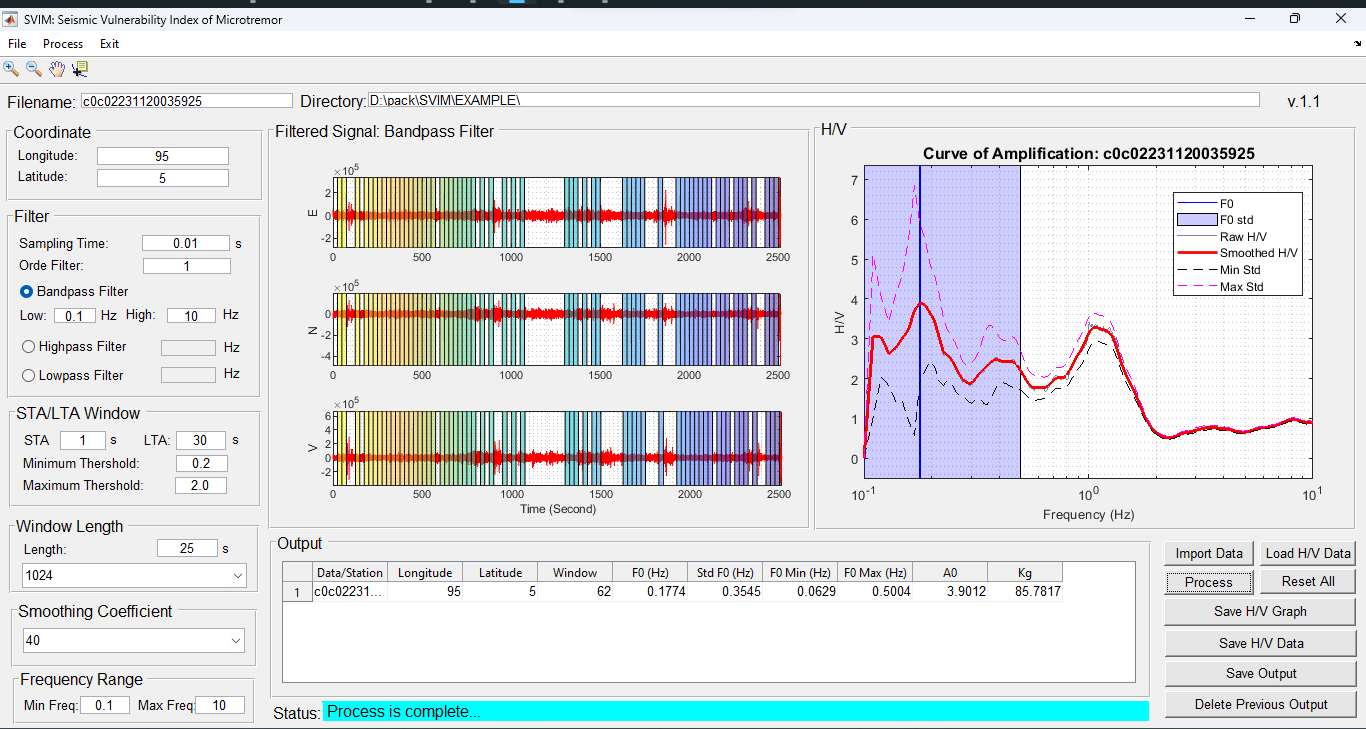 SVIM: Seismic Vulnerability Index of Microtremor
File Process Exit
Filename: c0c02231120035925 Directory: D:\pack\SVIM\EXAMPLE\ v.1.1
Coordinate
Longitude: 95
Latitude: 5
Filter
Sampling Time: 0.01 s
Orde Filter: 1
Bandpass Filter
Low: 0.1 Hz High: 10 Hz
Highpass Filter Hz
Lowpass Filter Hz
STA/LTA Window
STA 1 s LTA: 30 s
Minimum Thershold: 0.2
Maximum Thershold: 2.0
Window Length
Length: 25 s
1024
Smoothing Coefficient
40
Frequency Range
Min Freq: 0.1 Max Freq: 10
Filtered Signal: Bandpass Filter
×10^5
2
0
-2
E
0 500 1000 1500 2000 2500
×10^5
0
-2
-4
N
0 500 1000 1500 2000 2500
×10^5
6
4
2
0
-2
V
0 500 1000 1500 2000 2500
Time (Second)
H/V
Curve of Amplification: c0c02231120035925
7
6
5
4
3
2
1
0
H/V
10^-1 10^0 10^1
Frequency (Hz)
F0
F0 std
Raw H/V
Smoothed H/V
Min Std
Max Std
Output
Data/Station Longitude Latitude Window F0 (Hz) Std F0 (Hz) F0 Min (Hz) F0 Max (Hz) A0 Kg
1 c0c02231... 95 5 62 0.1774 0.3545 0.0629 0.5004 3.9012 85.7817
Status: Process is complete...
Import Data Load H/V Data
Process Reset All
Save H/V Graph
Save H/V Data
Save Output
Delete Previous Output